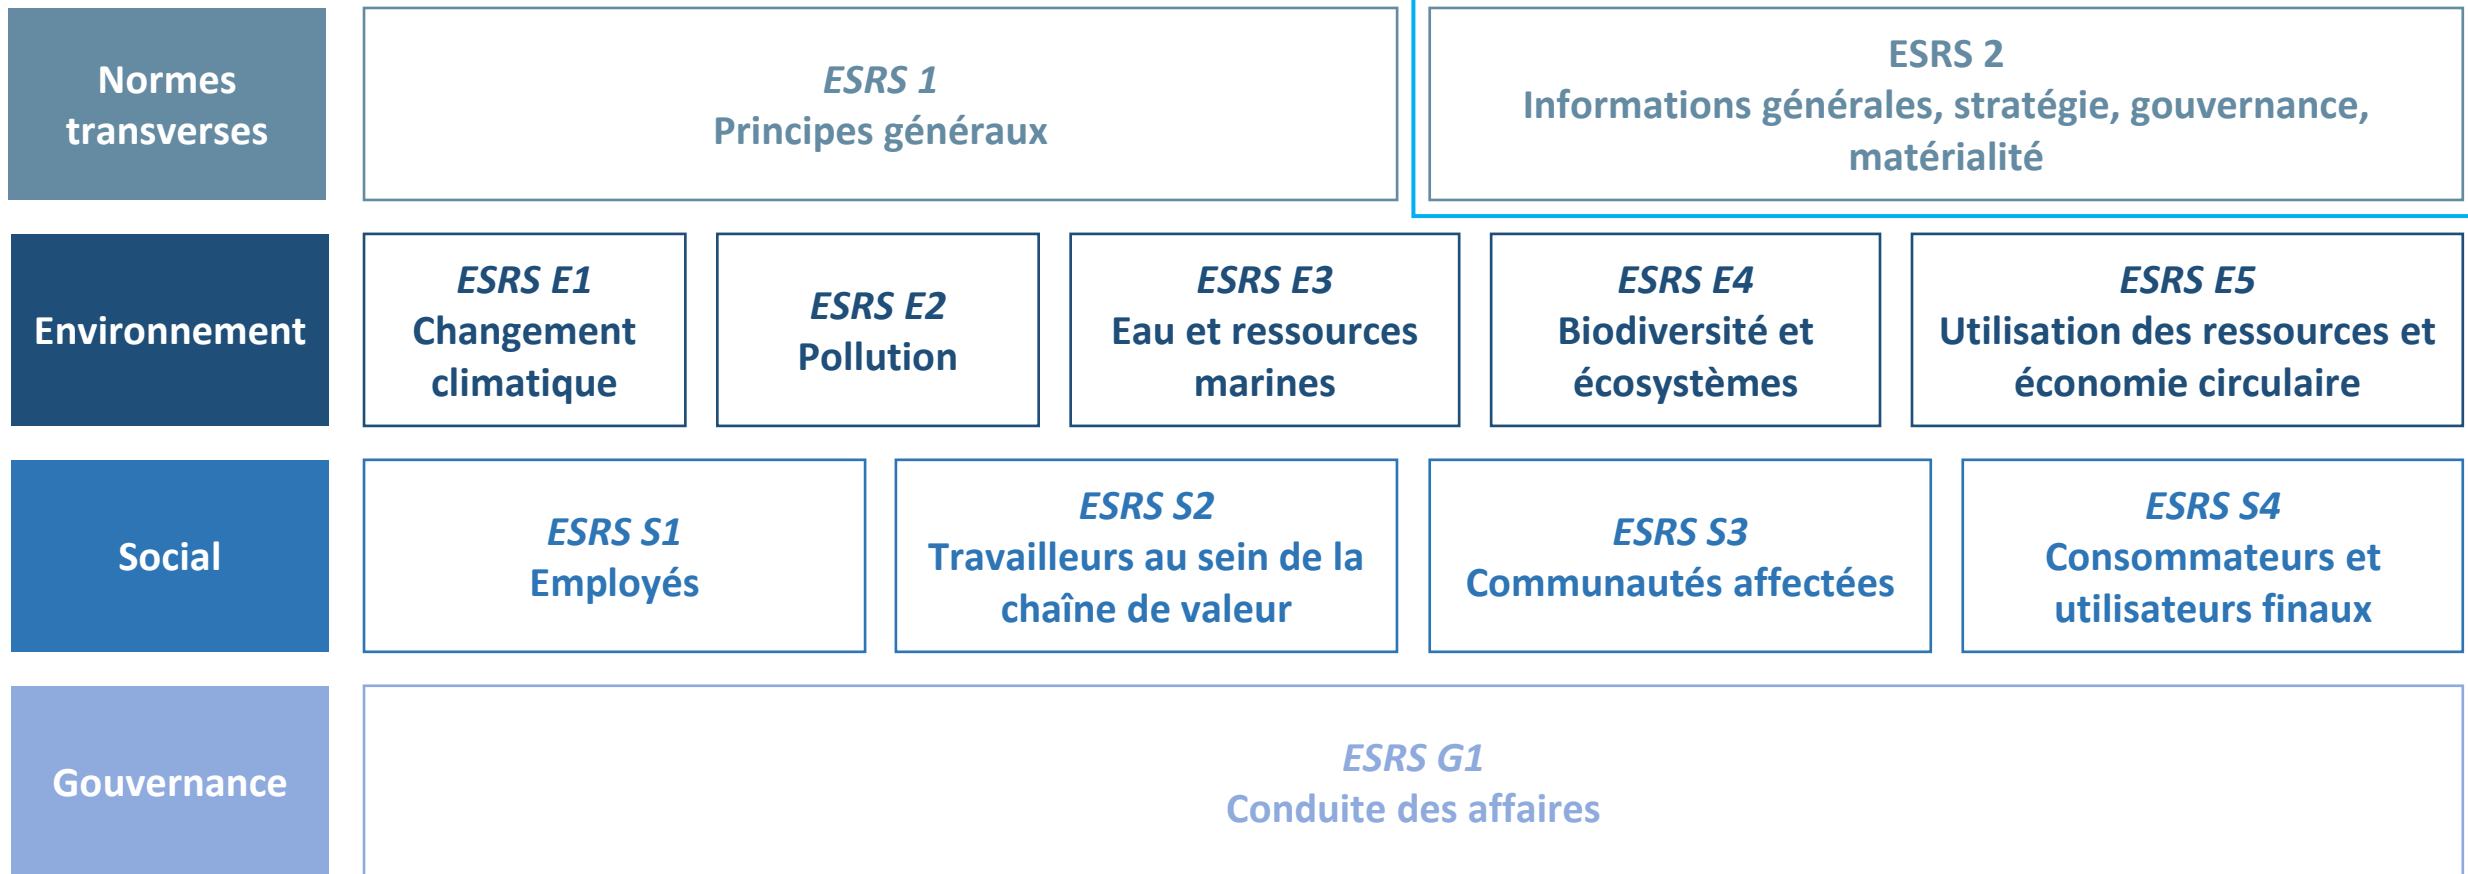 Normes
transverses
ESRS 1
Principes généraux
ESRS 2
Informations générales, stratégie, gouvernance,
matérialité
Environnement
ESRS E1
Changement
climatique
ESRS E2
Pollution
ESRS E3
Eau et ressources
marines
ESRS E4
Biodiversité et
écosystèmes
ESRS E5
Utilisation des ressources et
économie circulaire
Social
ESRS S1
Employés
ESRS S2
Travailleurs au sein de la
chaîne de valeur
ESRS S3
Communautés affectées
ESRS S4
Consommateurs et
utilisateurs finaux
Gouvernance
ESRS G1
Conduite des affaires